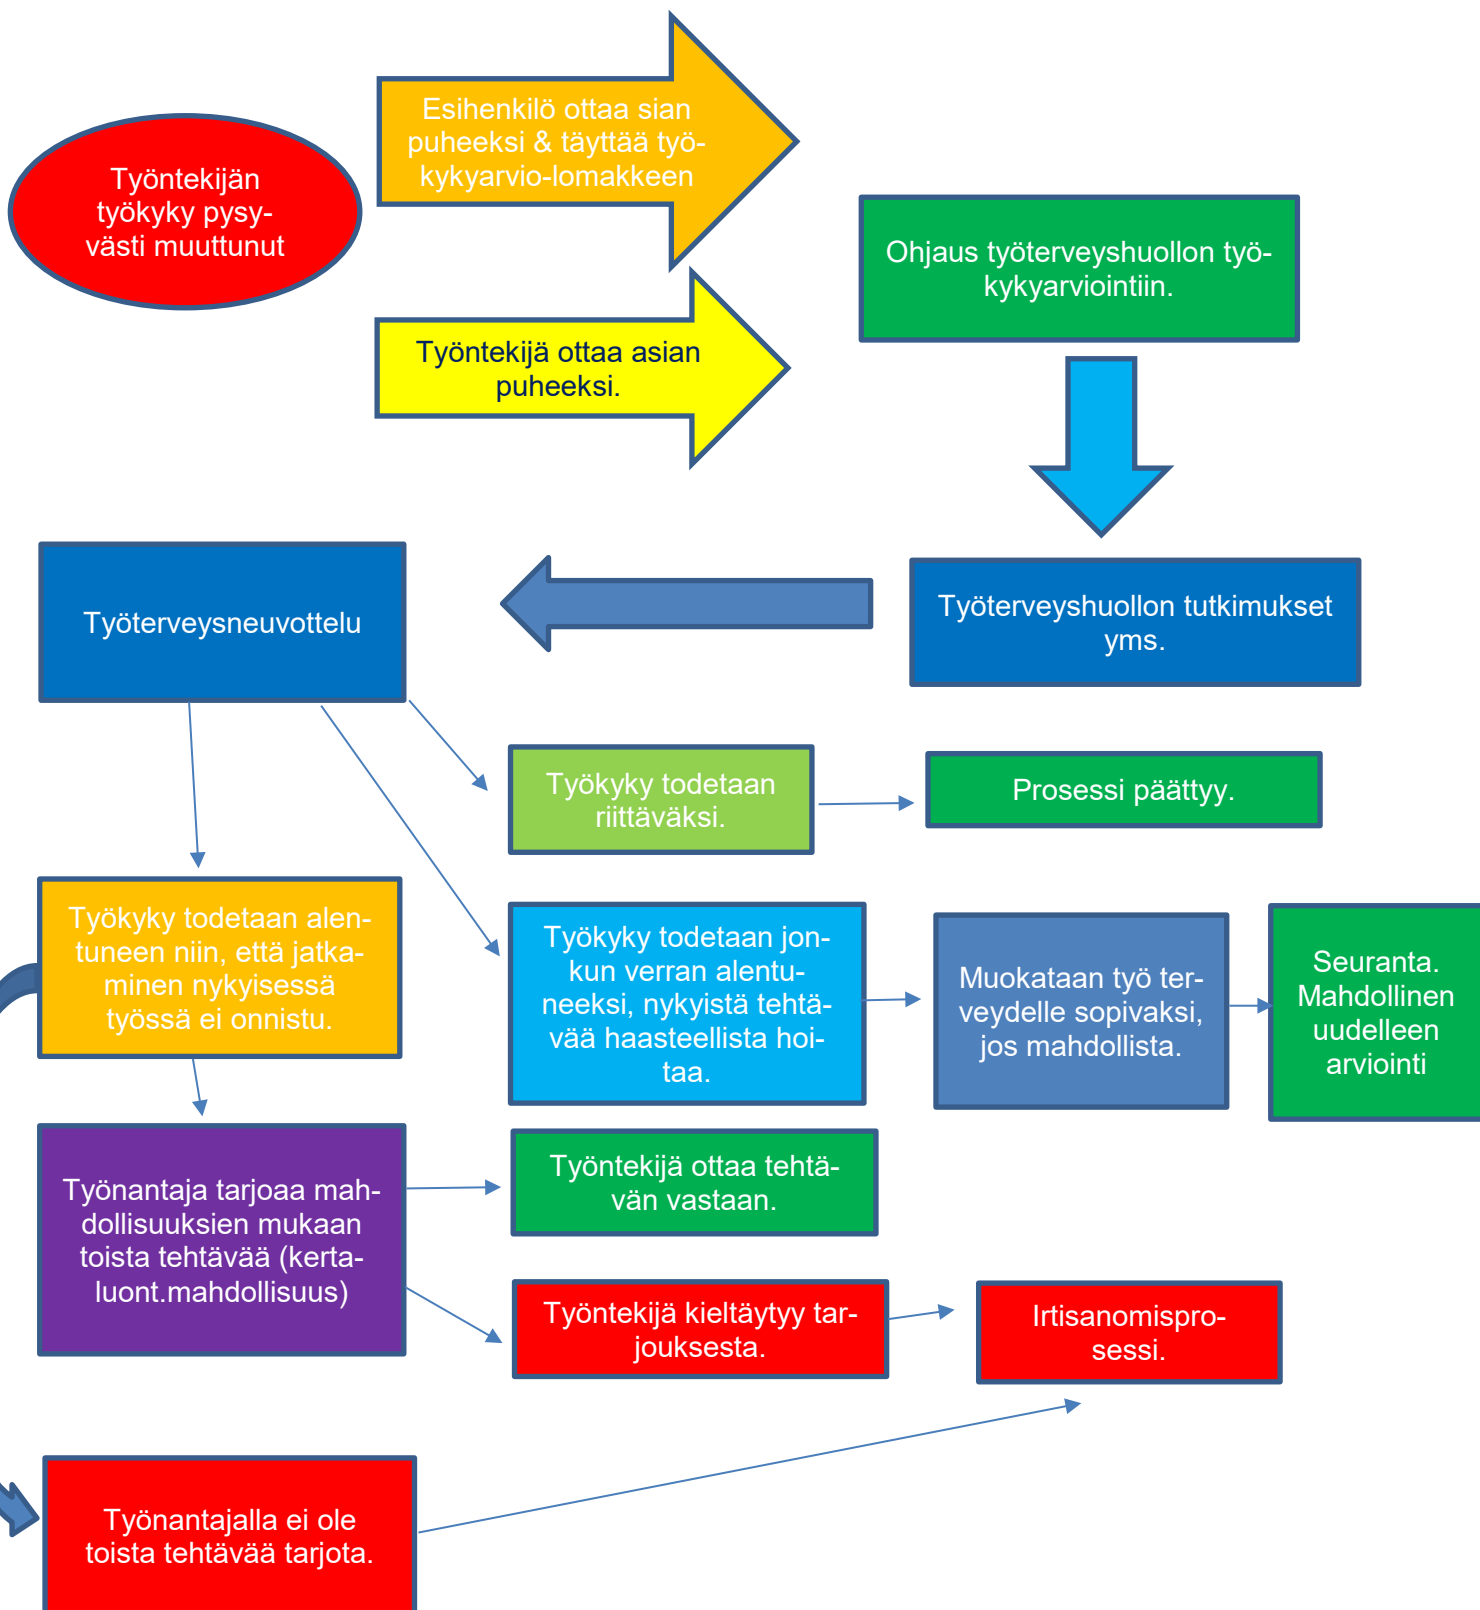 Työntekijän
työkyky pysy-
västi muuttunut
Esihenkilö ottaa sian
puheeksi & täyttää työ-
kykyarvio-lomakkeen
Työntekijä ottaa asian
puheeksi.
Ohjaus työterveyshuollon työ-
kykyarviointiin.
Työterveyshuollon tutkimukset
yms.
Työterveysneuvottelu
Työkyky todetaan
riittäväksi.
Prosessi päättyy.
Työkyky todetaan alen-
tuneen niin, että jatka-
minen nykyisessä
työssä ei onnistu.
Työkyky todetaan jon-
kun verran alentu-
neeksi, nykyistä tehtä-
vää haasteellista hoi-
taa.
Muokataan työ ter-
veydelle sopivaksi,
jos mahdollista.
Seuranta.
Mahdollinen
uudelleen
arviointi
Työnantaja tarjoaa mah-
dollisuuksien mukaan
toista tehtävää (kerta-
luont.mahdollisuus)
Työntekijä ottaa tehtä-
vän vastaan.
Työntekijä kieltäytyy tar-
jouksesta.
Irtisanomispro-
sessi.
Työnantajalla ei ole
toista tehtävää tarjota.